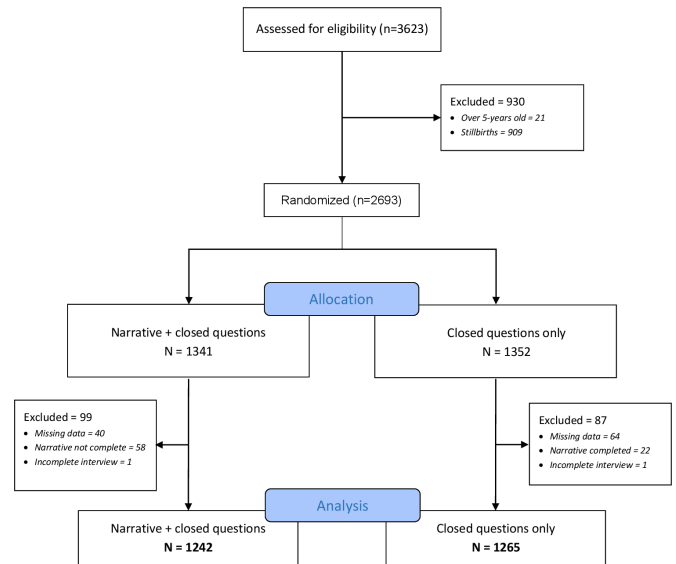 Assessed for eligibility (n=3623)
Excluded = 930
• Over 5-years old = 21
• Stillbirths = 909
Randomized (n=2693)
Allocation
Narrative + closed questions
N = 1341
Closed questions only
N = 1352
Excluded = 99
• Missing data = 40
• Narrative not complete = 58
• Incomplete interview = 1
Excluded = 87
• Missing data = 64
• Narrative completed = 22
• Incomplete interview = 1
Analysis
Narrative + closed questions
N = 1242
Closed questions only
N = 1265